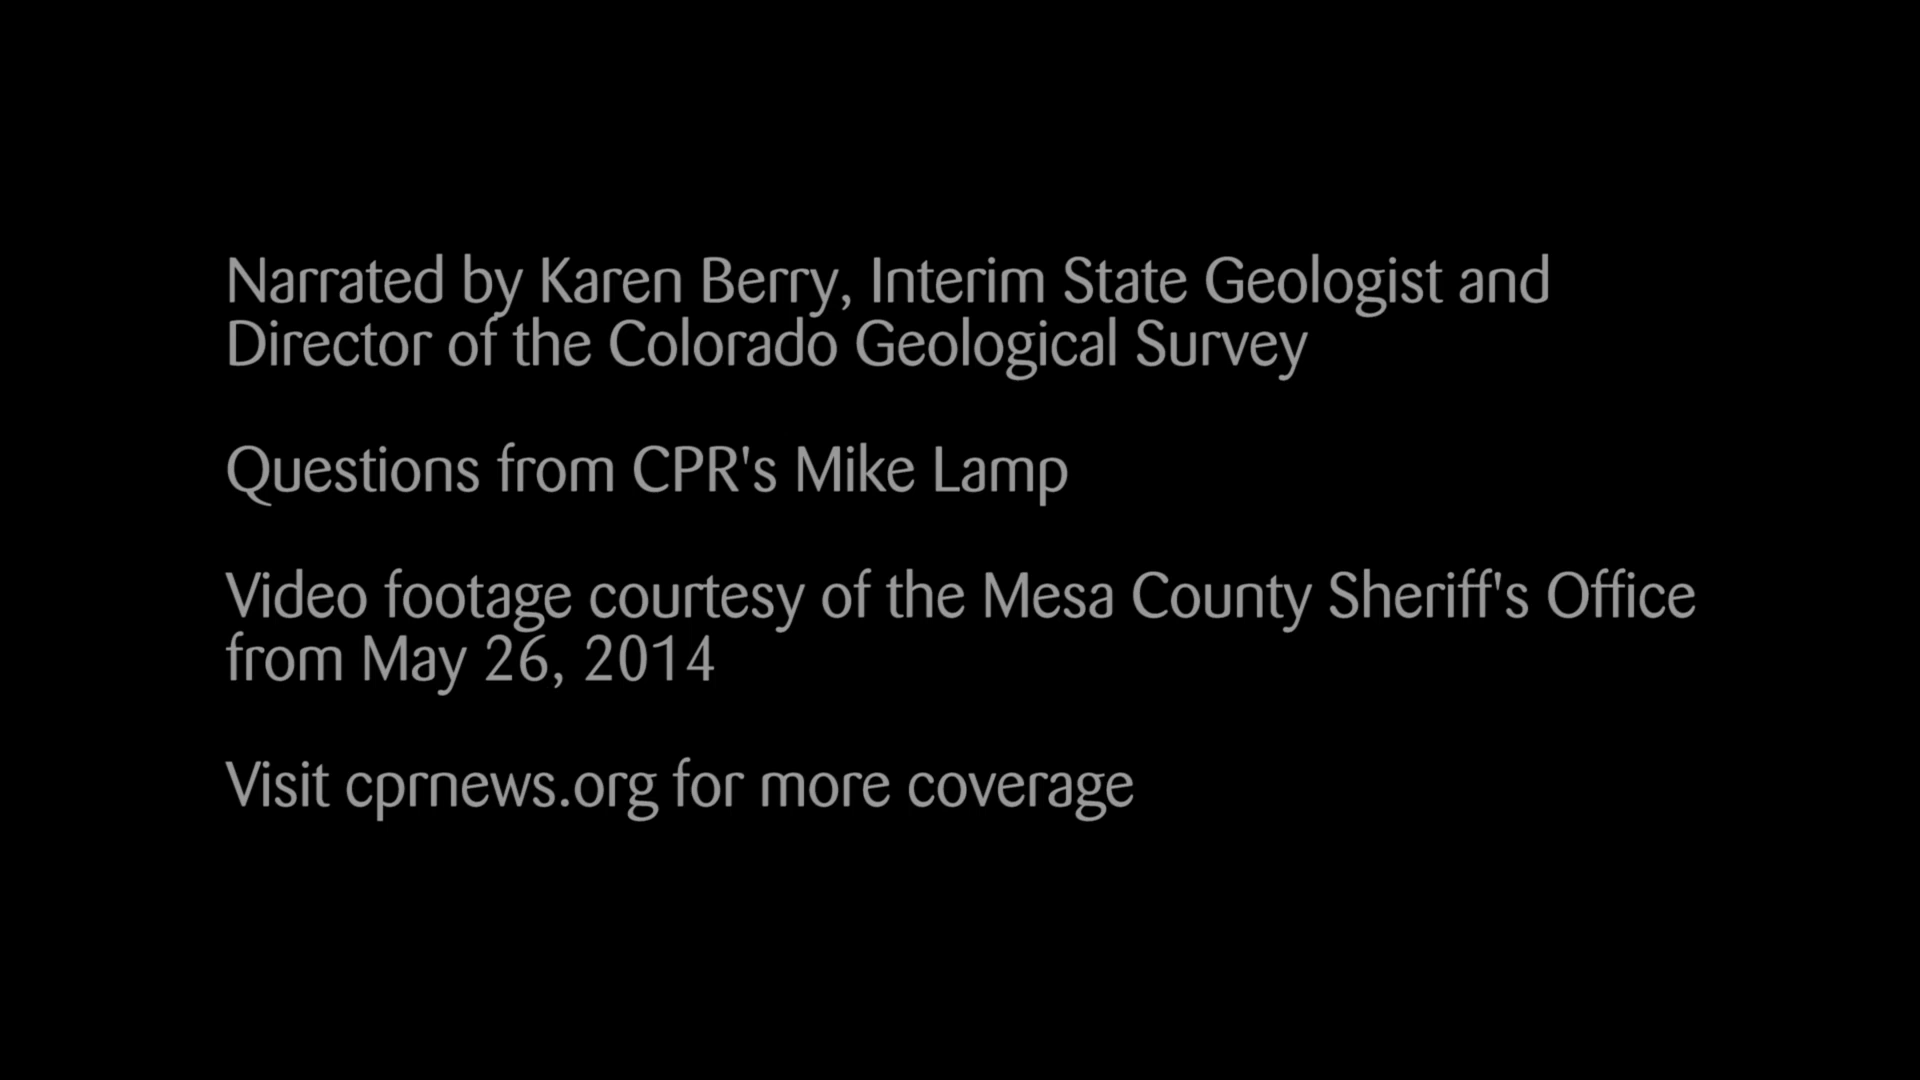 Narrated by Karen Berry, Interim State Geologist and
Director of the Colorado Geological Survey
Questions from CPR's Mike Lamp
Video footage courtesy of the Mesa County Sheriff's Office
from May 26, 2014
Visit cprnews.org for more coverage